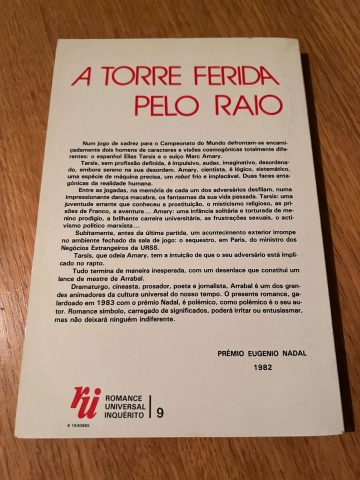 A TORRE FERIDA
PELO RAIO
Num jogo de xadrez para o Campeonato do Mundo defrontam-se encarni-
çadamente dois homens de caracteres e visões cosmogónicas totalmente dife-
rentes: o espanhol Elias Tarsis e o suíço Marc Amary.
Tarsis, sem profissão definida, é impulsivo, audaz, imaginativo, desordena-
do, embora sereno na sua desordem. Amary, cientista, é lógico, sistemático,
uma espécie de máquina precisa, um robot frio e implacável. Duas faces anta-
gónicas da realidade humana.
Entre as jogadas, na memória de cada um dos adversários desfilam, numa
impressionante dança macabra, os fantasmas da sua vida passada. Tarsis: uma
juventude errante que conheceu a prostituição, o misticismo religioso, as pri-
sões de Franco, a aventura... Amary: uma infância solitária e torturada de me-
nino prodígio, a brilhante carreira universitária, as frustrações sexuais. o acti-
vismo político marxista...
Subitamente, antes da última partida, um acontecimento exterior irrompe
no ambiente fechado da sala de jogo: o sequestro, em Paris, do ministro dos
Negócios Estrangeiros da URSS.
Tarsis, que odeia Amary, tem a intuição de que o seu adversário está impli-
cado no rapto.
Tudo termina de maneira inesperada, com um desenlace que constitui um
lance de mestre de Arrabal.
Dramaturgo, cineasta, prosador, poeta e jornalista, Arrabal é um dos gran-
des animadores da cultura universal do nosso tempo. O presente romance, ga-
lardoado em 1983 com o prémio Nadal, é polémico, como polémico é o seu au-
tor. Romance símbolo, carregado de significados, poderá irritar ou entusiasmar,
mas não deixará ninguém indiferente.
PRÉMIO EUGENIO NADAL
1982
rui
ROMANCE
UNIVERSAL
INQUÉRITO
9